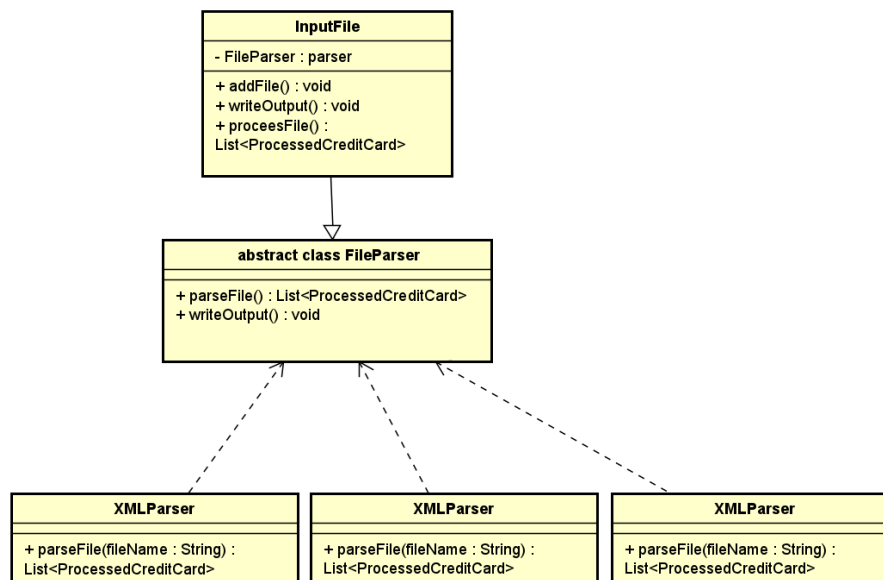 InputFile
- FileParser : parser
+ addFile() : void
+ writeOutput() : void
+ proceesFile() :
List<ProcessedCreditCard>
abstract class FileParser
+ parseFile() : List<ProcessedCreditCard>
+ writeOutput() : void
XMLParser
+ parseFile(fileName : String) :
List<ProcessedCreditCard>
XMLParser
+ parseFile(fileName : String) :
List<ProcessedCreditCard>
XMLParser
+ parseFile(fileName : String) :
List<ProcessedCreditCard>